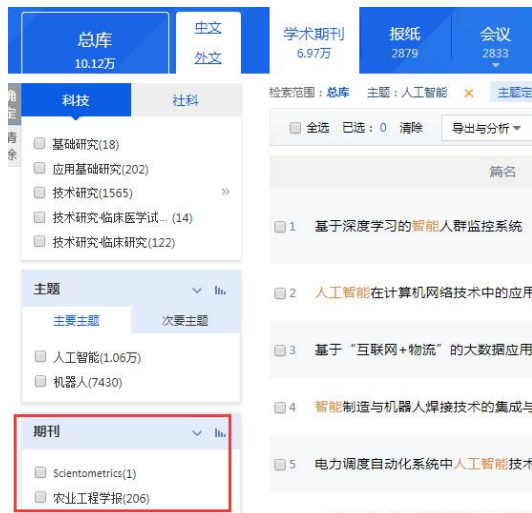 总库
10.12万
中文
外文
学术期刊
6.97万
报纸
2879
会议
2833
检索范围：总库 主题：人工智能 × 主题定
全选 已选：0 清除 导出与分析
篇名
科技 社科
基础研究(18)
应用基础研究(202)
技术研究(1565) »
技术研究-临床医学试... (14)
技术研究-临床研究(122)
主题
主要主题 次要主题
人工智能(1.06万)
机器人(7430)
期刊
Scientometrics(1)
农业工程学报(206)
1 基于深度学习的智能人群监控系统
2 人工智能在计算机网络技术中的应用
3 基于“互联网+物流”的大数据应用
4 智能制造与机器人焊接技术的集成与
5 电力调度自动化系统中人工智能技术